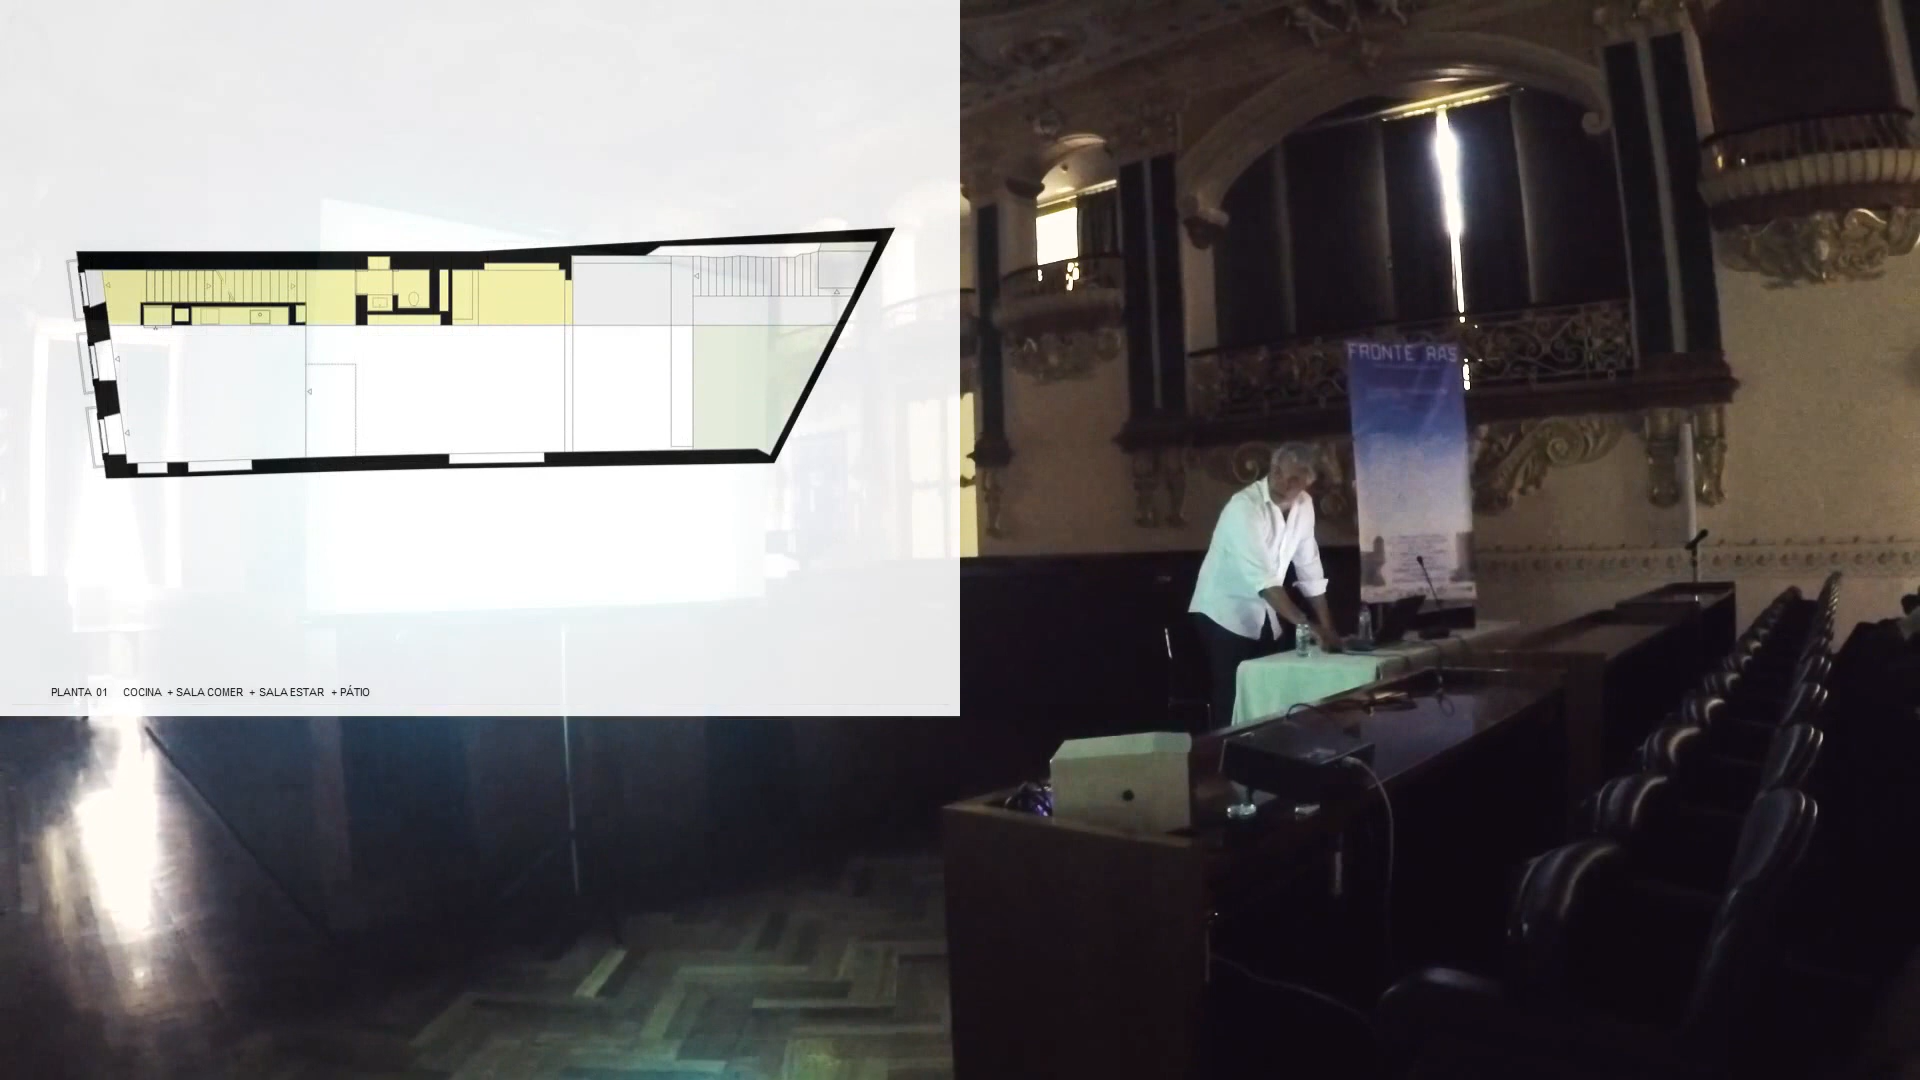 PLANTA 01 COCINA + SALA COMER + SALA ESTAR + PÁTIO
FRONTE RAS